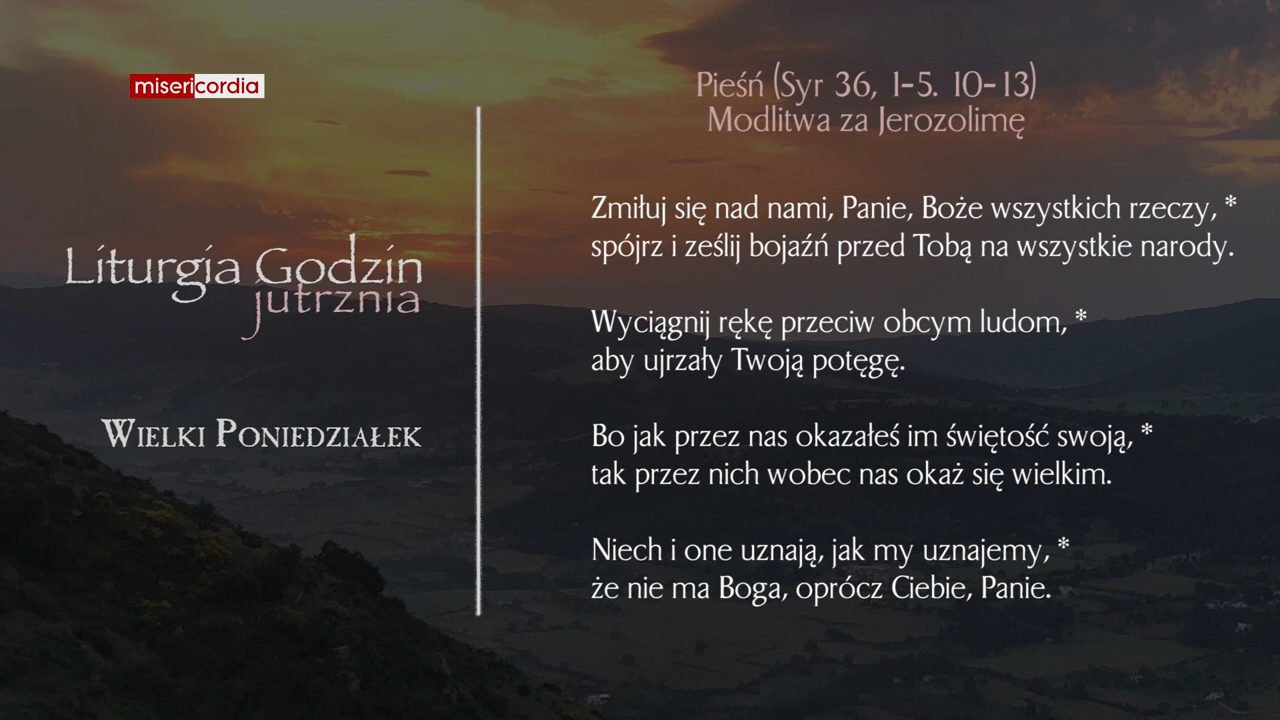 misericordia
Liturgia Godzin
jutrznia
Wielki Poniedziałek
Pieśń (Syr 36, 1-5. 10-13)
Modlitwa za Jerozolimę
Zmiłuj się nad nami, Panie, Boże wszystkich rzeczy, *
spójrz i ześlij bojaźń przed Tobą na wszystkie narody.
Wyciągnij rękę przeciw obcym ludom, *
aby ujrzały Twoją potęgę.
Bo jak przez nas okazałeś im świętość swoją, *
tak przez nich wobec nas okaż się wielkim.
Niech i one uznają, jak my uznajemy, *
że nie ma Boga, oprócz Ciebie, Panie.